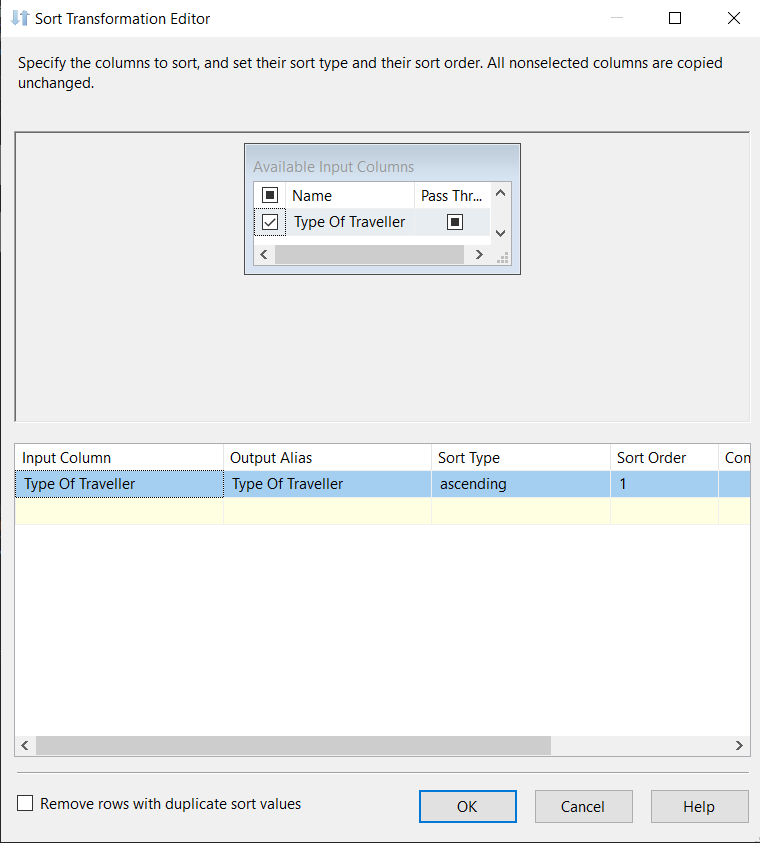 Sort Transformation Editor
Specify the columns to sort, and set their sort type and their sort order. All nonselected columns are copied
unchanged.
Available Input Columns
Name Pass Thr...
Type Of Traveller
Input Column Output Alias Sort Type Sort Order Com
Type Of Traveller Type Of Traveller ascending 1
Remove rows with duplicate sort values OK Cancel Help